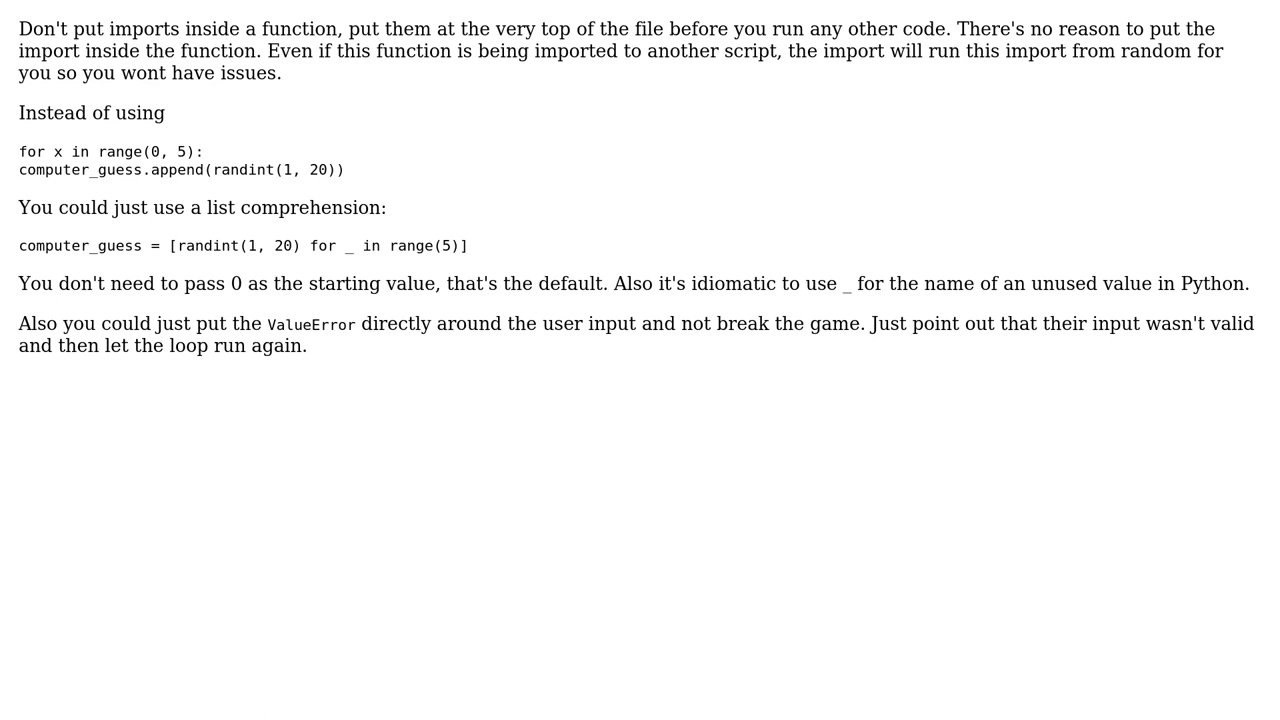 Don't put imports inside a function, put them at the very top of the file before you run any other code. There's no reason to put the
import inside the function. Even if this function is being imported to another script, the import will run this import from random for
you so you wont have issues.
Instead of using
for x in range(0, 5):
computer_guess.append(randint(1, 20))
You could just use a list comprehension:
computer_guess = [randint(1, 20) for _ in range(5)]
You don't need to pass 0 as the starting value, that's the default. Also it's idiomatic to use _ for the name of an unused value in Python.
Also you could just put the ValueError directly around the user input and not break the game. Just point out that their input wasn't valid
and then let the loop run again.